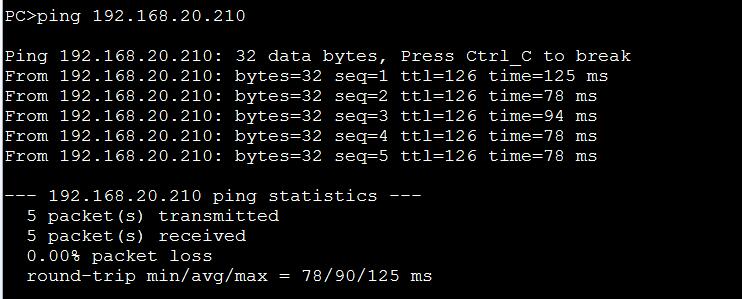 PC>ping 192.168.20.210
Ping 192.168.20.210: 32 data bytes, Press Ctrl_C to break
From 192.168.20.210: bytes=32 seq=1 ttl=126 time=125 ms
From 192.168.20.210: bytes=32 seq=2 ttl=126 time=78 ms
From 192.168.20.210: bytes=32 seq=3 ttl=126 time=94 ms
From 192.168.20.210: bytes=32 seq=4 ttl=126 time=78 ms
From 192.168.20.210: bytes=32 seq=5 ttl=126 time=78 ms
--- 192.168.20.210 ping statistics ---
5 packet(s) transmitted
5 packet(s) received
0.00% packet loss
round-trip min/avg/max = 78/90/125 ms